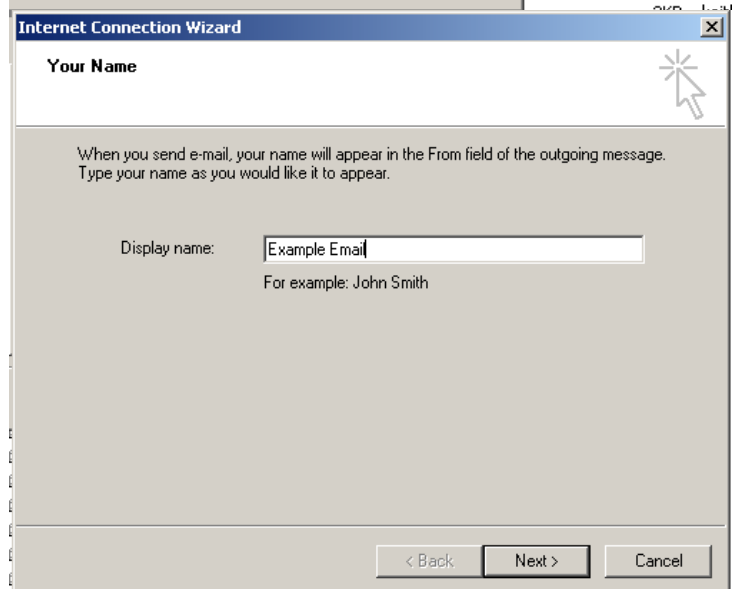 Internet Connection Wizard
Your Name
When you send e-mail, your name will appear in the From field of the outgoing message.
Type your name as you would like it to appear.
Display name: Example Email
For example: John Smith
< Back Next > Cancel